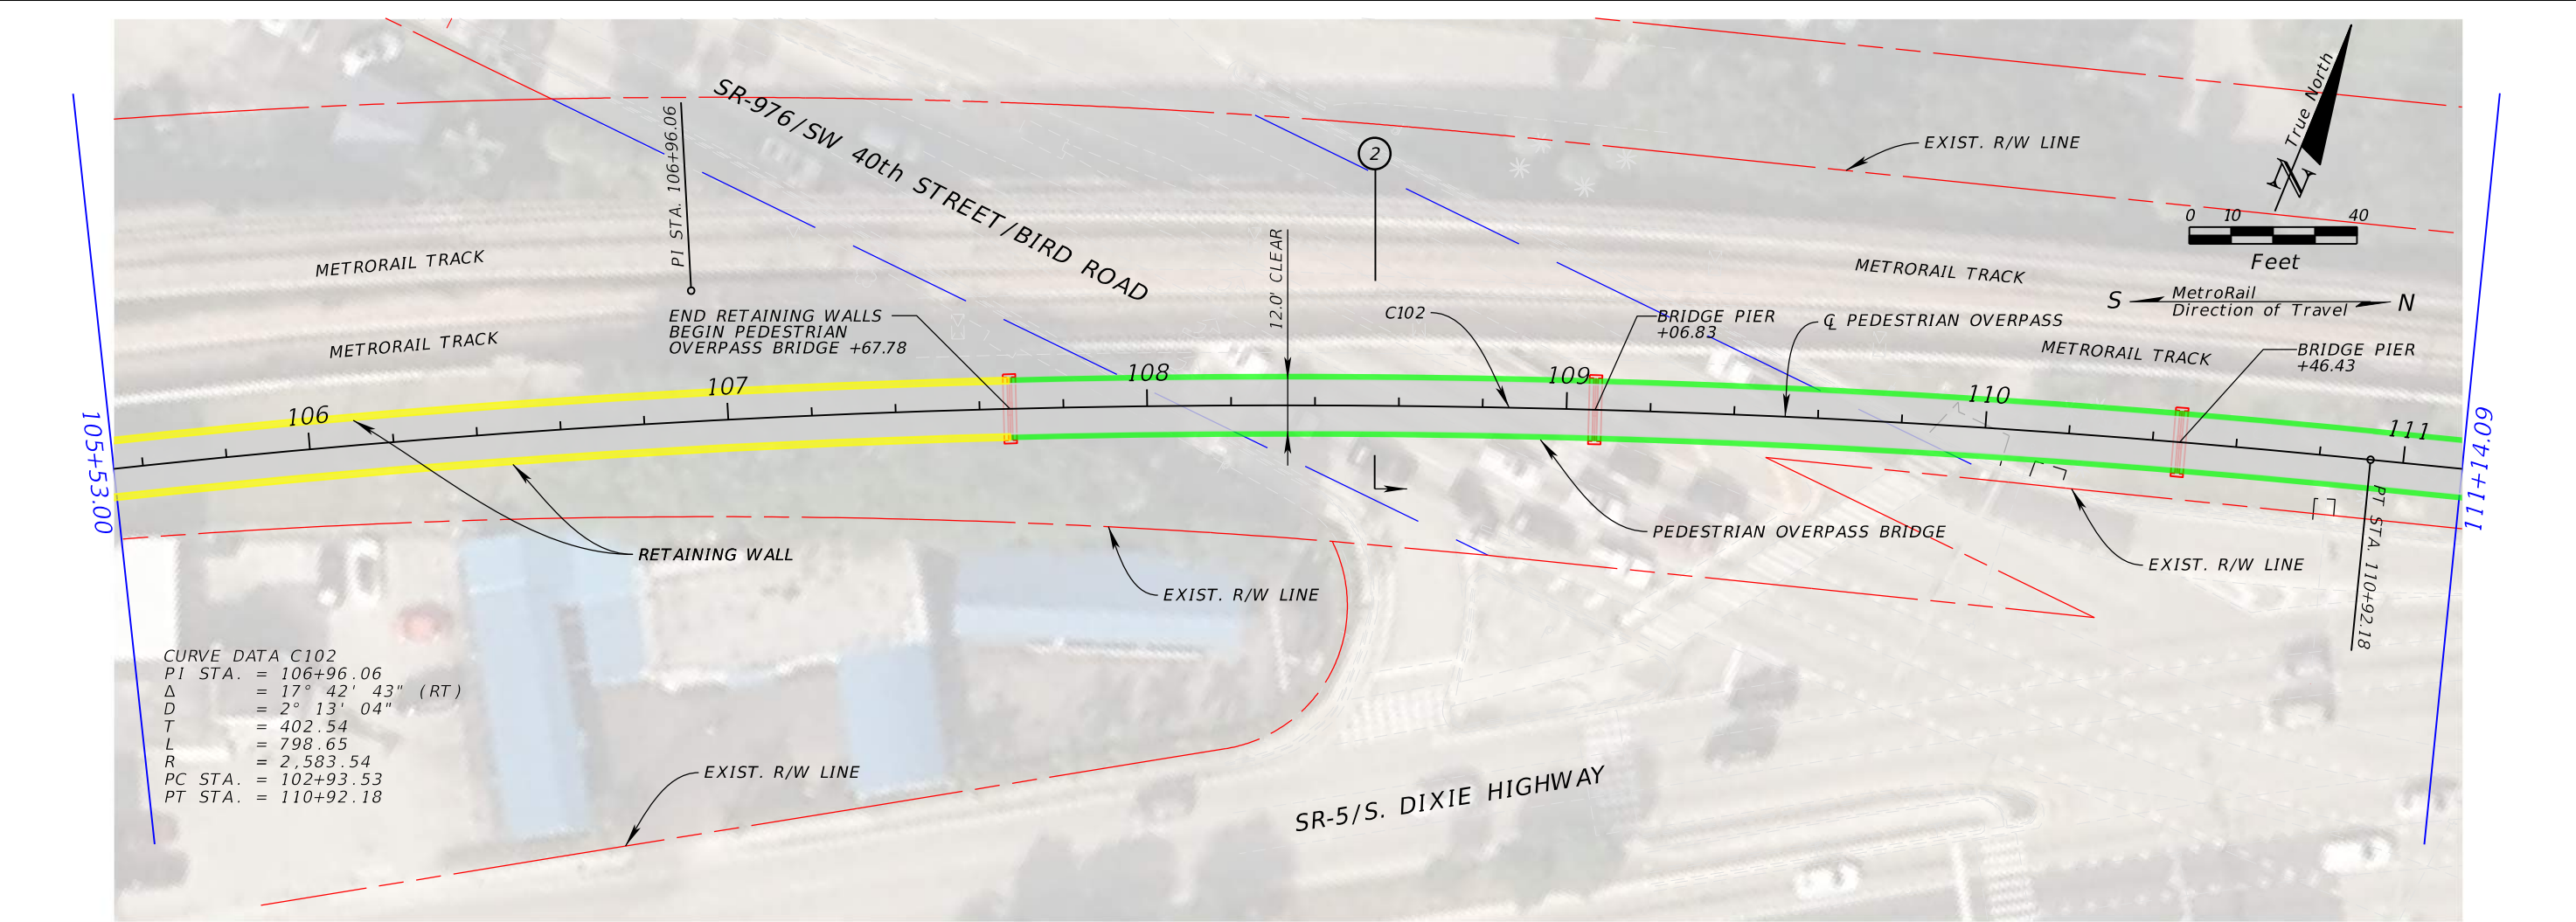 SR-976/SW 40th STREET/BIRD ROAD
PI STA. 106+96.06
2
EXIST. R/W LINE
True North
N
0 10 40
Feet
METRORAIL TRACK
METRORAIL TRACK
S MetroRail N
Direction of Travel
12.0' CLEAR
END RETAINING WALLS
BEGIN PEDESTRIAN
OVERPASS BRIDGE +67.78
C102
BRIDGE PIER
+06.83
℄ PEDESTRIAN OVERPASS
METRORAIL TRACK
METRORAIL TRACK
BRIDGE PIER
+46.43
105+53.00
106
107
108
109
110
111
111+14.09
RETAINING WALL
EXIST. R/W LINE
PEDESTRIAN OVERPASS BRIDGE
EXIST. R/W LINE
PT STA. 110+92.18
CURVE DATA C102
PI STA. = 106+96.06
Δ = 17° 42' 43" (RT)
D = 2° 13' 04"
T = 402.54
L = 798.65
R = 2,583.54
PC STA. = 102+93.53
PT STA. = 110+92.18
EXIST. R/W LINE
SR-5/S. DIXIE HIGHWAY